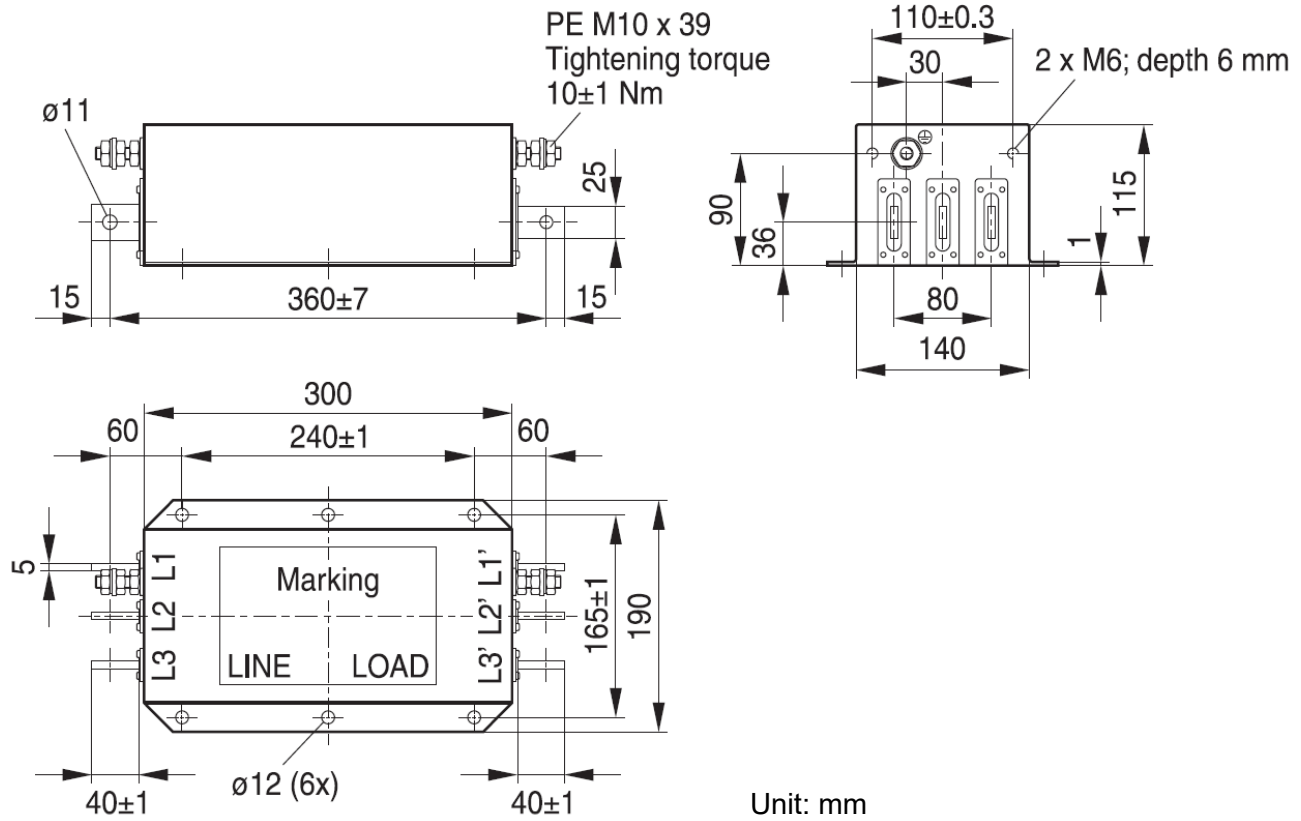 PE M10 x 39
Tightening torque
10±1 Nm
ø11
25
15
360±7
15
110±0.3
30
2 x M6; depth 6 mm
90
36
115
1
80
140
300
60
240±1
60
5
L1
L2
L3
Marking
LINE
LOAD
L1'
L2'
L3'
165±1
190
ø12 (6x)
40±1
40±1
Unit: mm